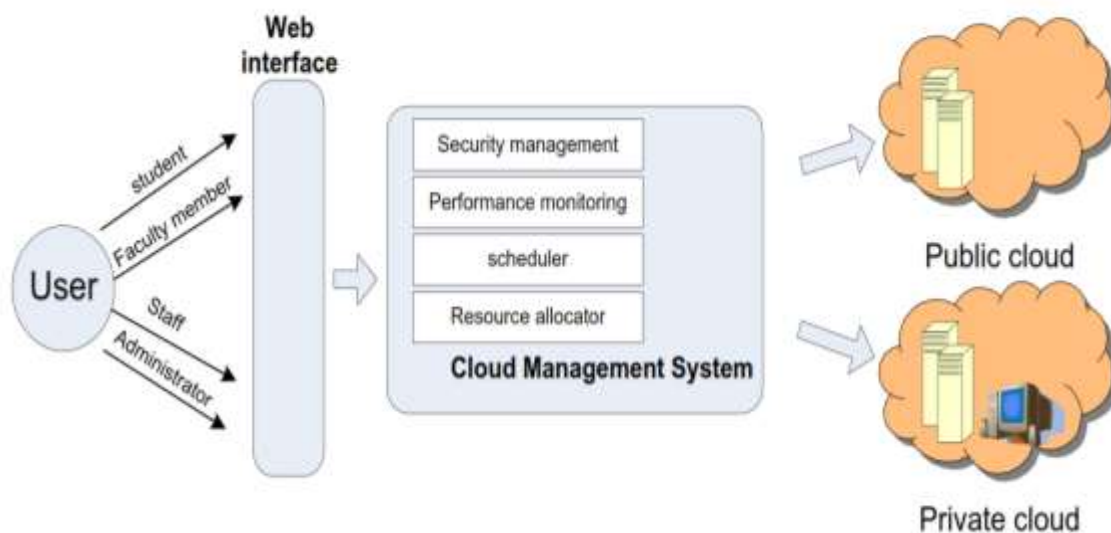 Web
interface
student
Faculty member
User
Staff
Administrator
Security management
Performance monitoring
scheduler
Resource allocator
Cloud Management System
Public cloud
Private cloud